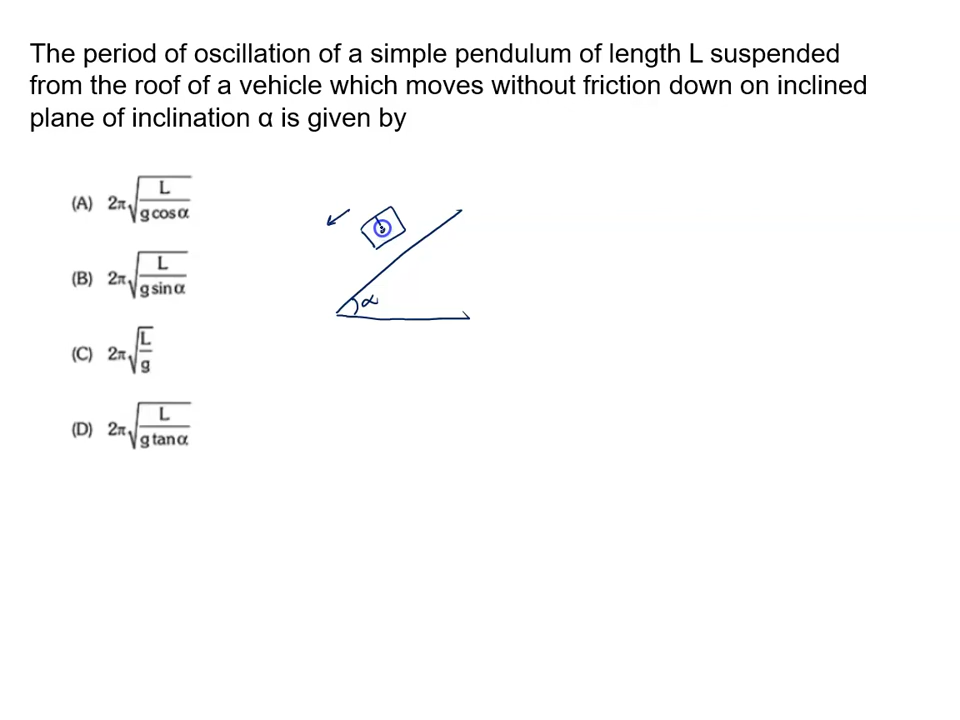 The period of oscillation of a simple pendulum of length L suspended
from the roof of a vehicle which moves without friction down on inclined
plane of inclination α is given by
(A) 2π√(L/(g cos α))
(B) 2π√(L/(g sin α))
(C) 2π√(L/g)
(D) 2π√(L/(g tan α))
α